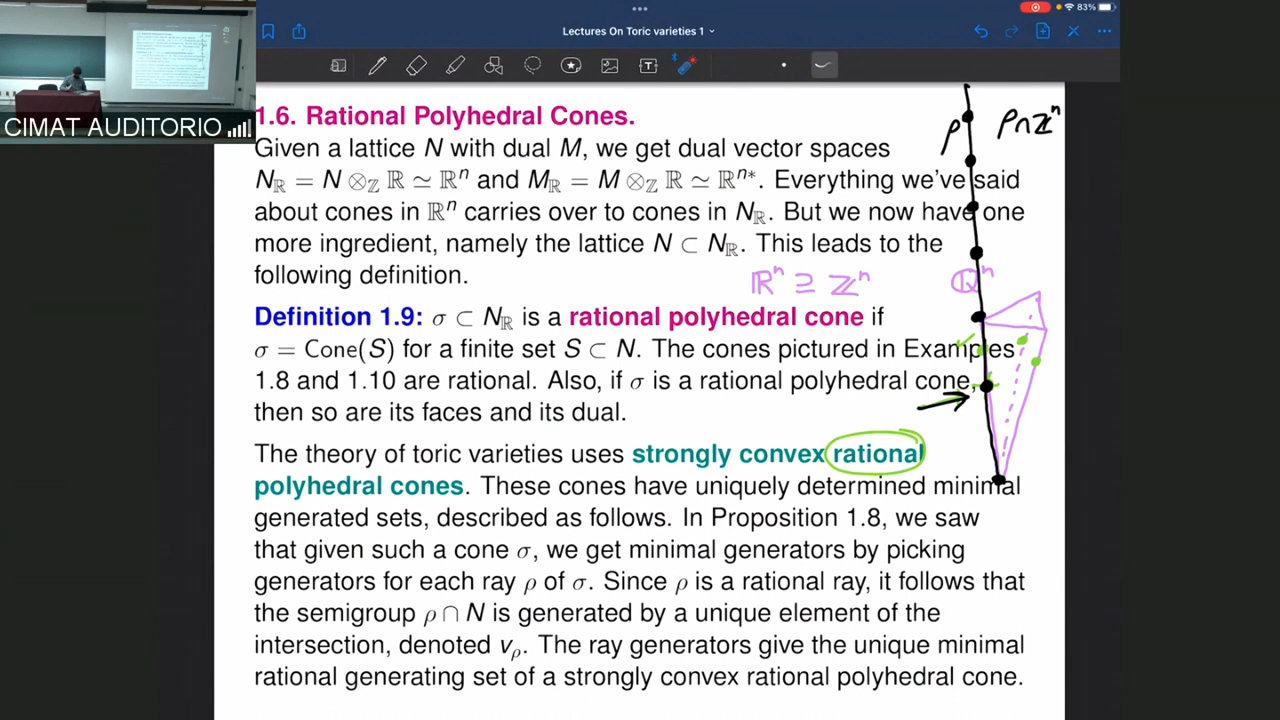 83%
Lectures On Toric varieties 1
CIMAT AUDITORIO
1.6. Rational Polyhedral Cones.
ρ ρ∩ℤⁿ
Given a lattice N with dual M, we get dual vector spaces
N_ℝ = N ⊗_ℤ ℝ ≃ ℝⁿ and M_ℝ = M ⊗_ℤ ℝ ≃ ℝⁿ*. Everything we've said
about cones in ℝⁿ carries over to cones in N_ℝ. But we now have one
more ingredient, namely the lattice N ⊂ N_ℝ. This leads to the
following definition.
ℝⁿ ⊇ ℤⁿ ℚⁿ
Definition 1.9: σ ⊂ N_ℝ is a rational polyhedral cone if
σ = Cone(S) for a finite set S ⊂ N. The cones pictured in Examples
1.8 and 1.10 are rational. Also, if σ is a rational polyhedral cone,
then so are its faces and its dual.
The theory of toric varieties uses strongly convex rational
polyhedral cones. These cones have uniquely determined minimal
generated sets, described as follows. In Proposition 1.8, we saw
that given such a cone σ, we get minimal generators by picking
generators for each ray ρ of σ. Since ρ is a rational ray, it follows that
the semigroup ρ ∩ N is generated by a unique element of the
intersection, denoted v_ρ. The ray generators give the unique minimal
rational generating set of a strongly convex rational polyhedral cone.